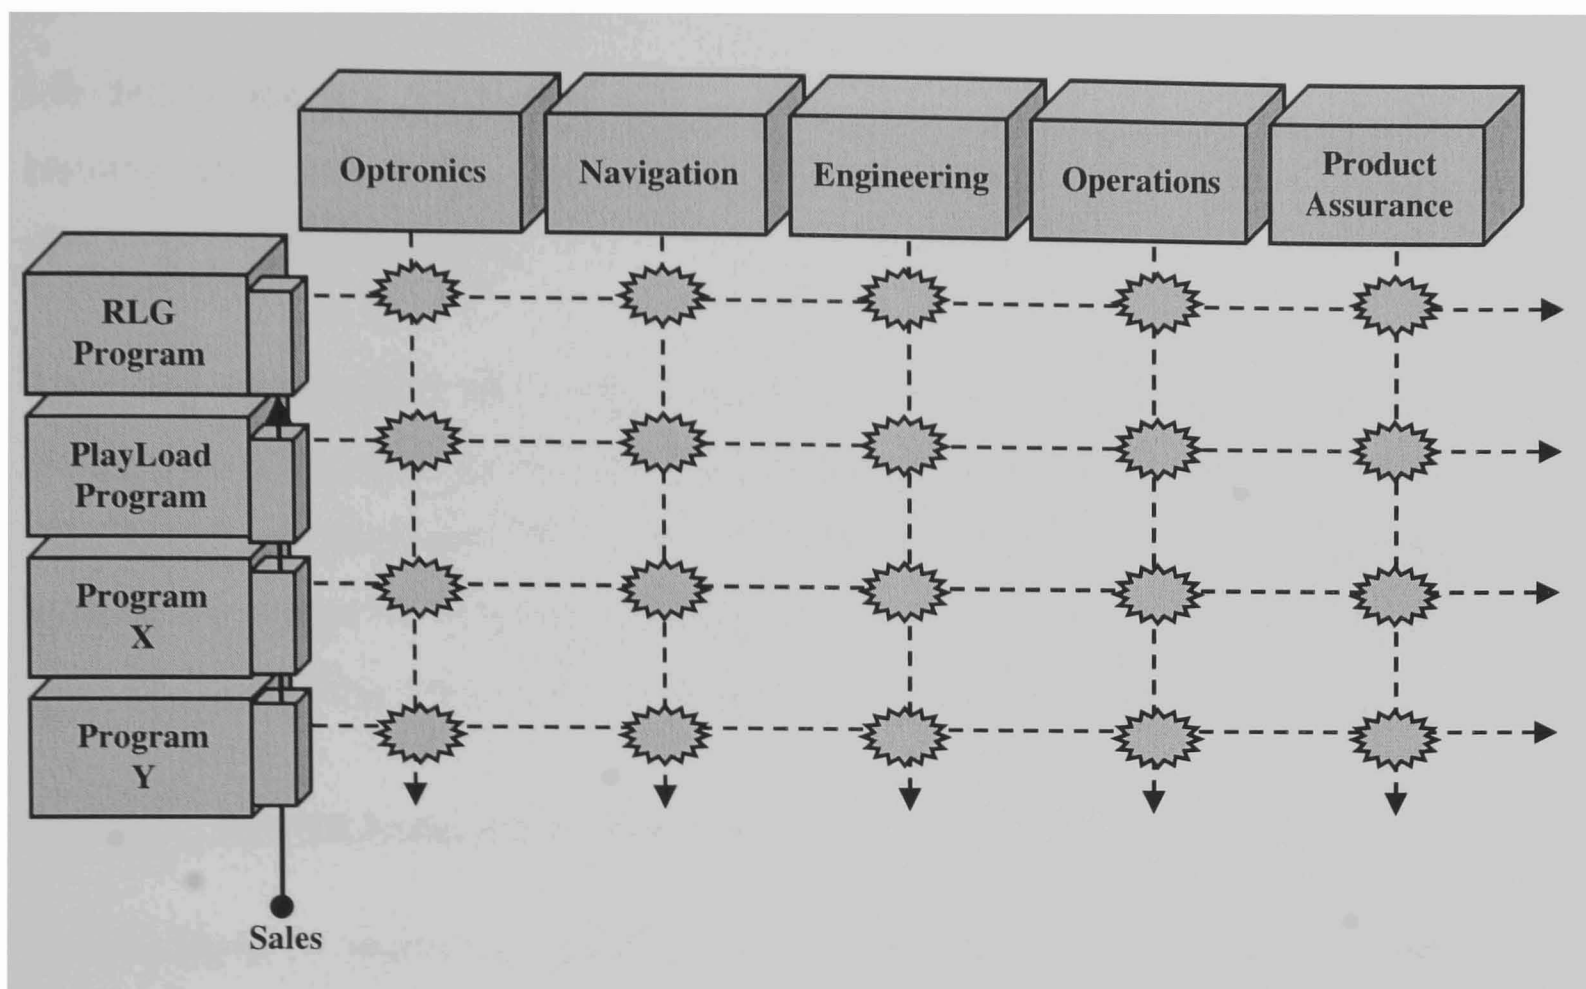 Optronics
Navigation
Engineering
Operations
Product
Assurance
RLG
Program
PlayLoad
Program
Program
X
Program
Y
Sales